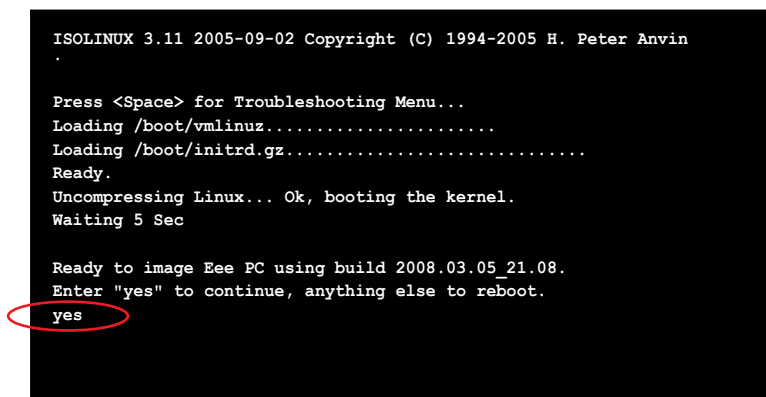 ISOLINUX 3.11 2005-09-02 Copyright (C) 1994-2005 H. Peter Anvin
.
Press <Space> for Troubleshooting Menu...
Loading /boot/vmlinuz.......................
Loading /boot/initrd.gz..............................
Ready.
Uncompressing Linux... Ok, booting the kernel.
Waiting 5 Sec
Ready to image Eee PC using build 2008.03.05_21.08.
Enter "yes" to continue, anything else to reboot.
yes